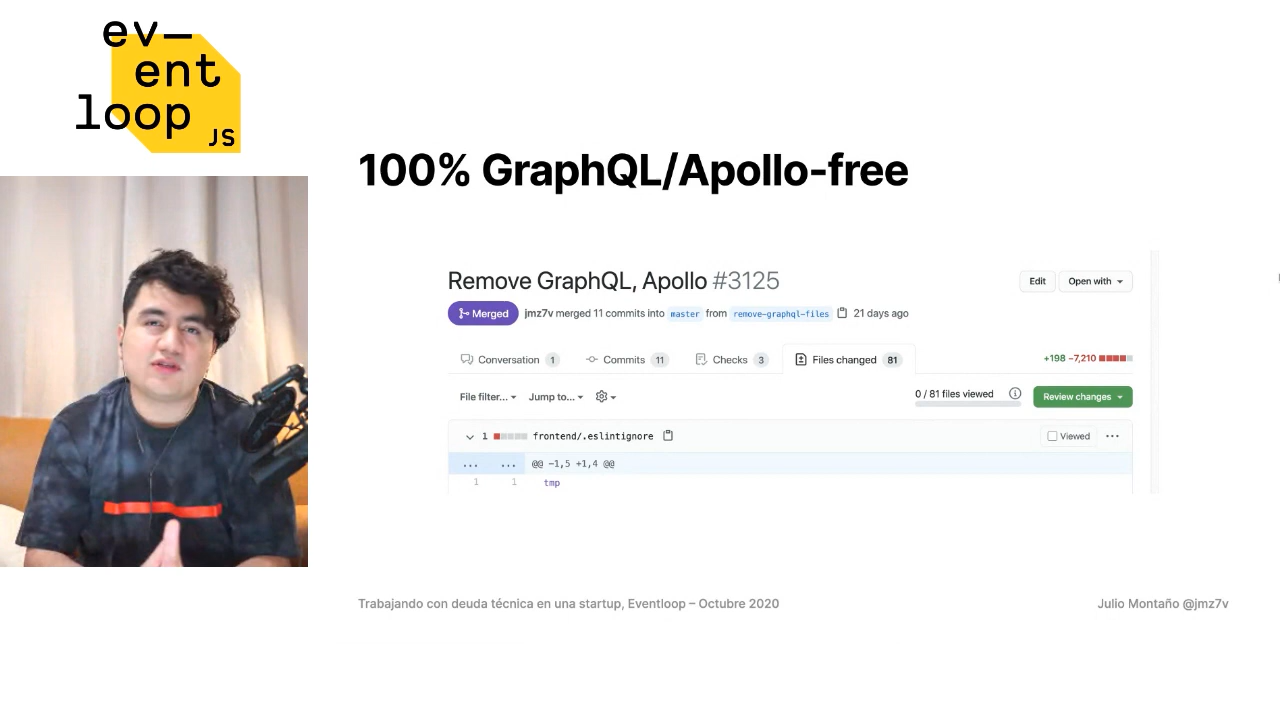 ev—
ent
loop
JS
100% GraphQL/Apollo-free
Remove GraphQL, Apollo #3125
Edit
Open with
Merged
jmz7v merged 11 commits into master from remove-graphql-files 21 days ago
Conversation 1
Commits 11
Checks 3
Files changed 81
+198 −7,210
File filter...
Jump to...
0 / 81 files viewed
Review changes
1 frontend/.eslintignore
Viewed
...
... ... @@ -1,5 +1,4 @@
1 1 tmp
Trabajando con deuda técnica en una startup, Eventloop – Octubre 2020
Julio Montaño @jmz7v